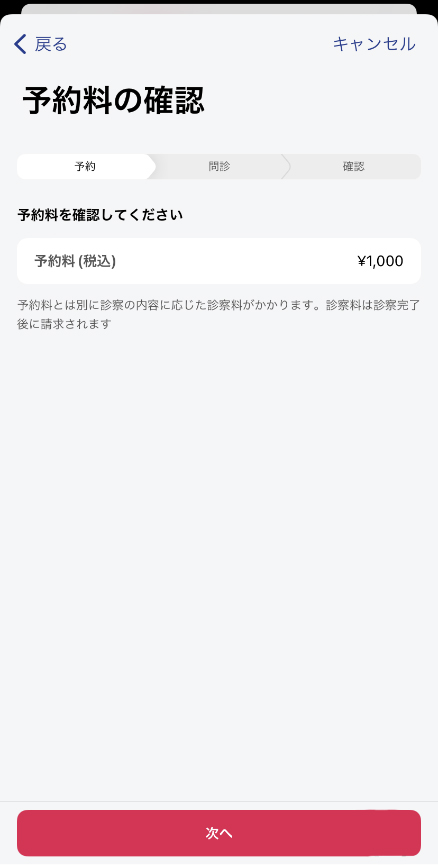 戻る
キャンセル
予約料の確認
予約
問診
確認
予約料を確認してください
予約料 (税込)
¥1,000
予約料とは別に診察の内容に応じた診察料がかかります。診察料は診察完了
後に請求されます
次へ